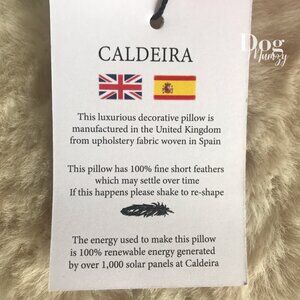 Dog
Mumzy
CALDEIRA
This luxurious decorative pillow is
manufactured in the United Kingdom
from upholstery fabric woven in Spain
This pillow has 100% fine short feathers
which may settle over time
If this happens please shake to re-shape
The energy used to make this pillow
is 100% renewable energy generated
by over 1,000 solar panels at Caldeira